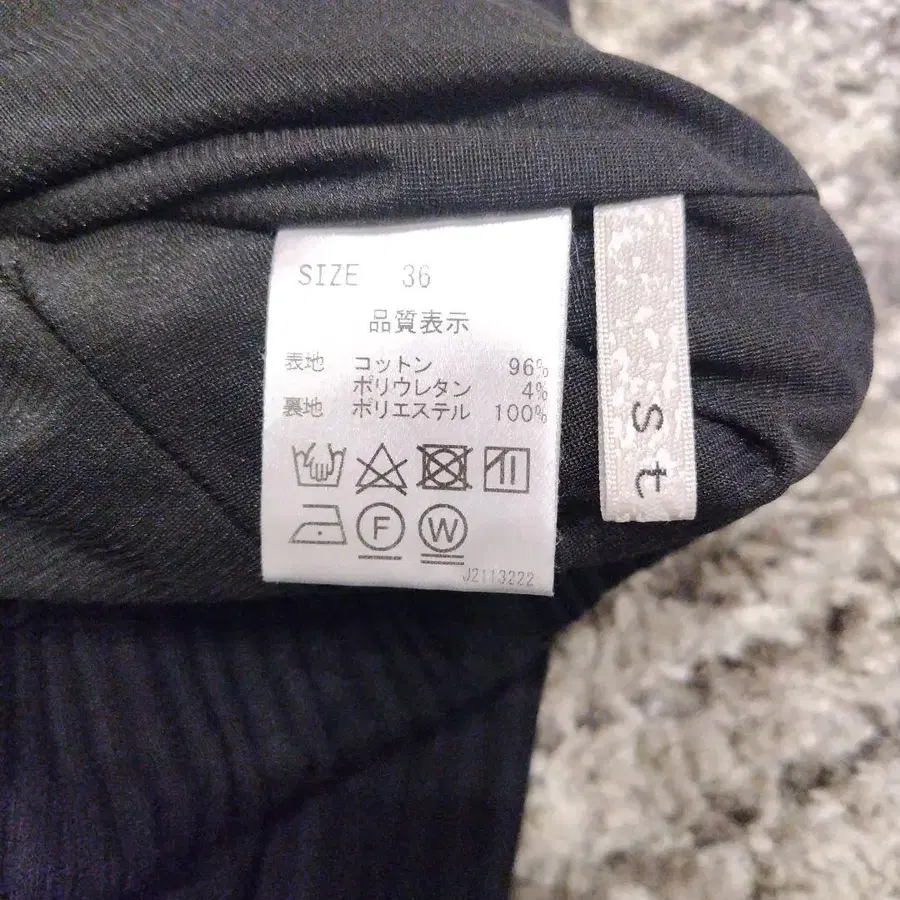 SIZE 36
品質表示
表地 コットン 96%
ポリウレタン 4%
裏地 ポリエステル 100%
F W
J2113222
st